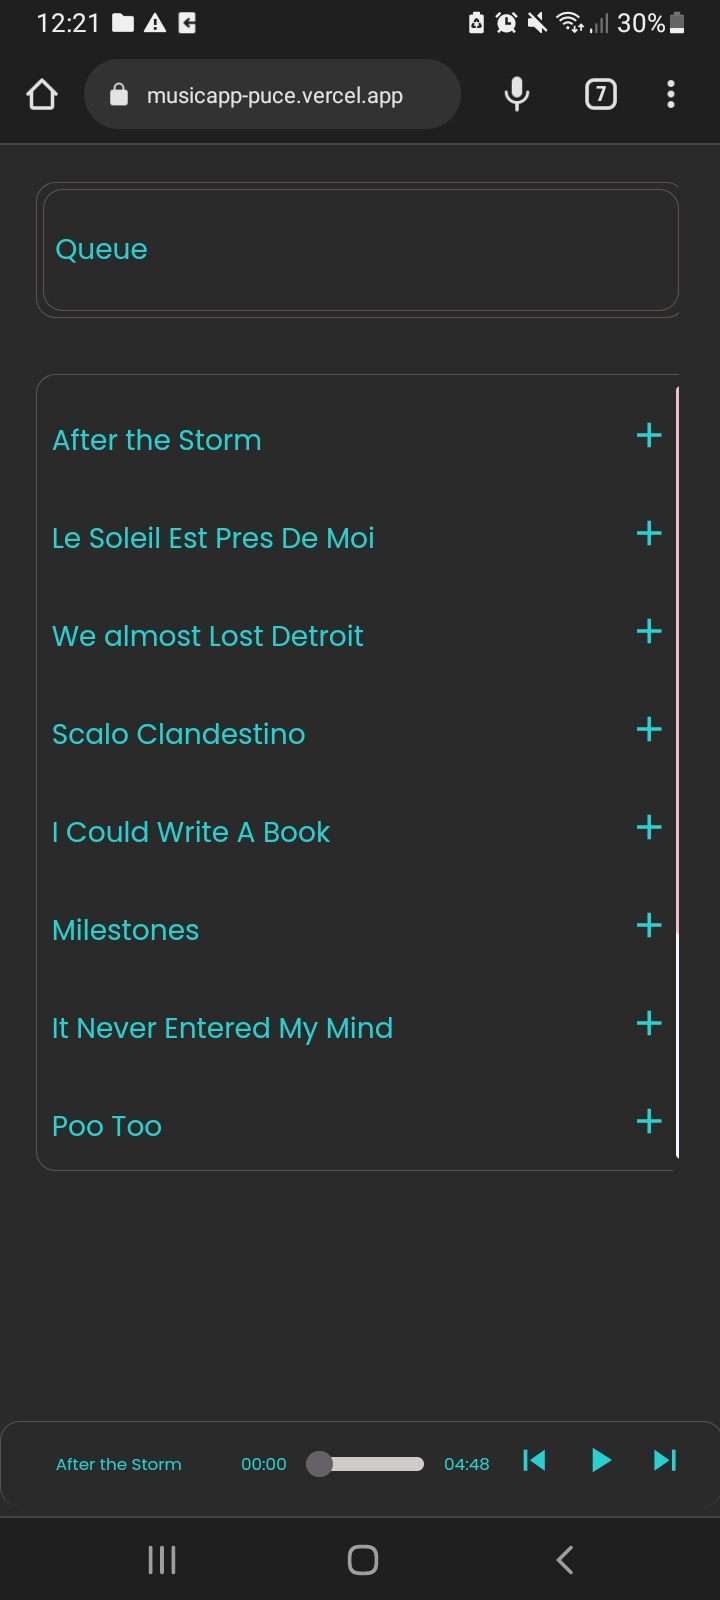 12:21 30%
musicapp-puce.vercel.app 7
Queue
After the Storm
Le Soleil Est Pres De Moi
We almost Lost Detroit
Scalo Clandestino
I Could Write A Book
Milestones
It Never Entered My Mind
Poo Too
After the Storm 00:00 04:48